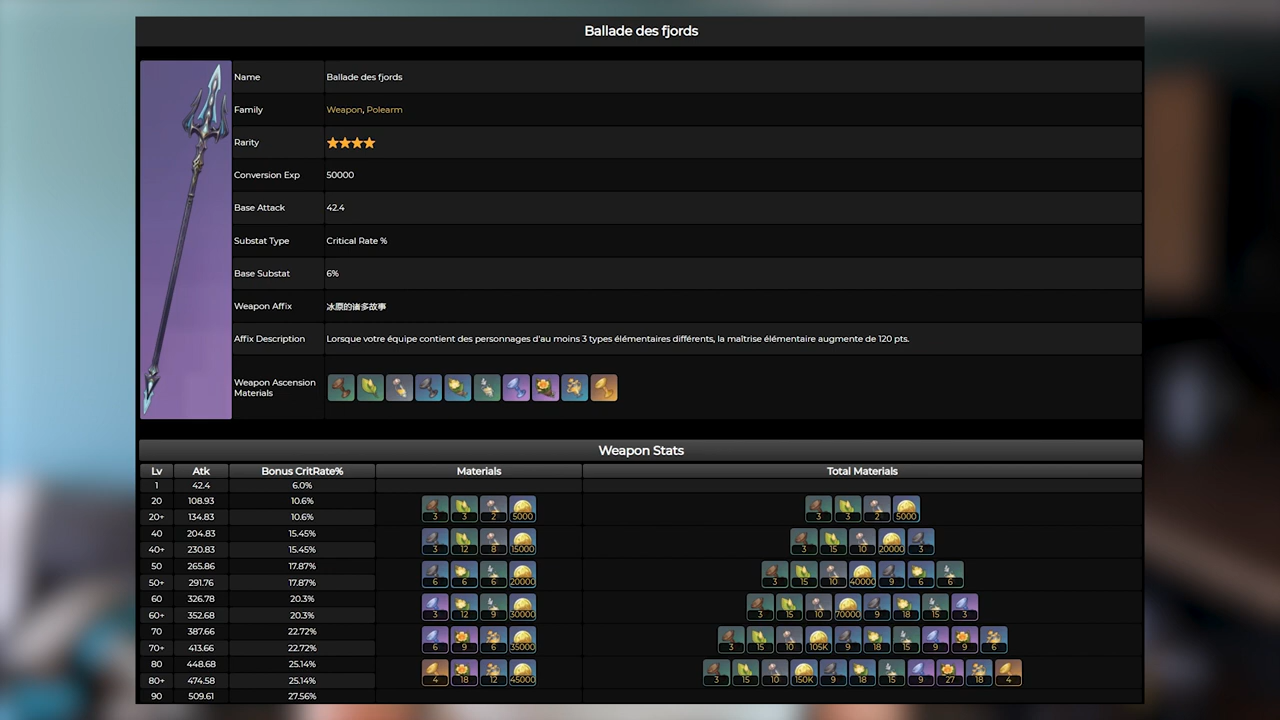 Ballade des fjords
Name Ballade des fjords
Family Weapon, Polearm
Rarity
Conversion Exp 50000
Base Attack 42.4
Substat Type Critical Rate %
Base Substat 6%
Weapon Affix 冰原的诸多故事
Affix Description Lorsque votre équipe contient des personnages d'au moins 3 types élémentaires différents, la maîtrise élémentaire augmente de 120 pts.
Weapon Ascension
Materials
Weapon Stats
Lv Atk Bonus CritRate% Materials Total Materials
1 42.4 6.0%
20 108.93 10.6%
3 3 2 5000 3 3 2 5000
20+ 134.83 10.6%
40 204.83 15.45%
3 12 8 15000 3 15 10 20000 3
40+ 230.83 15.45%
50 265.86 17.87%
6 6 6 20000 3 15 10 40000 9 6 6
50+ 291.76 17.87%
60 326.78 20.3%
3 12 9 30000 3 15 10 70000 9 18 15 3
60+ 352.68 20.3%
70 387.66 22.72%
6 9 6 35000 3 15 10 105K 9 18 15 9 9 6
70+ 413.66 22.72%
80 448.68 25.14%
4 18 12 45000 3 15 10 150K 9 18 15 9 27 18 4
80+ 474.58 25.14%
90 509.61 27.56%